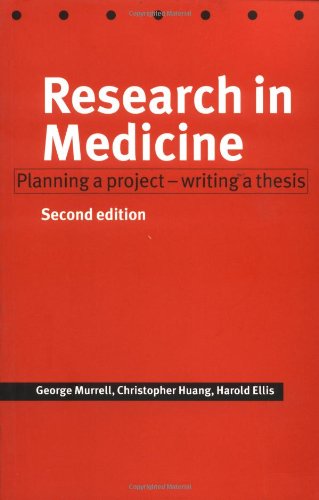 Research in
Medicine
Planning a project – writing a thesis
Second edition
George Murrell, Christopher Huang, Harold Ellis